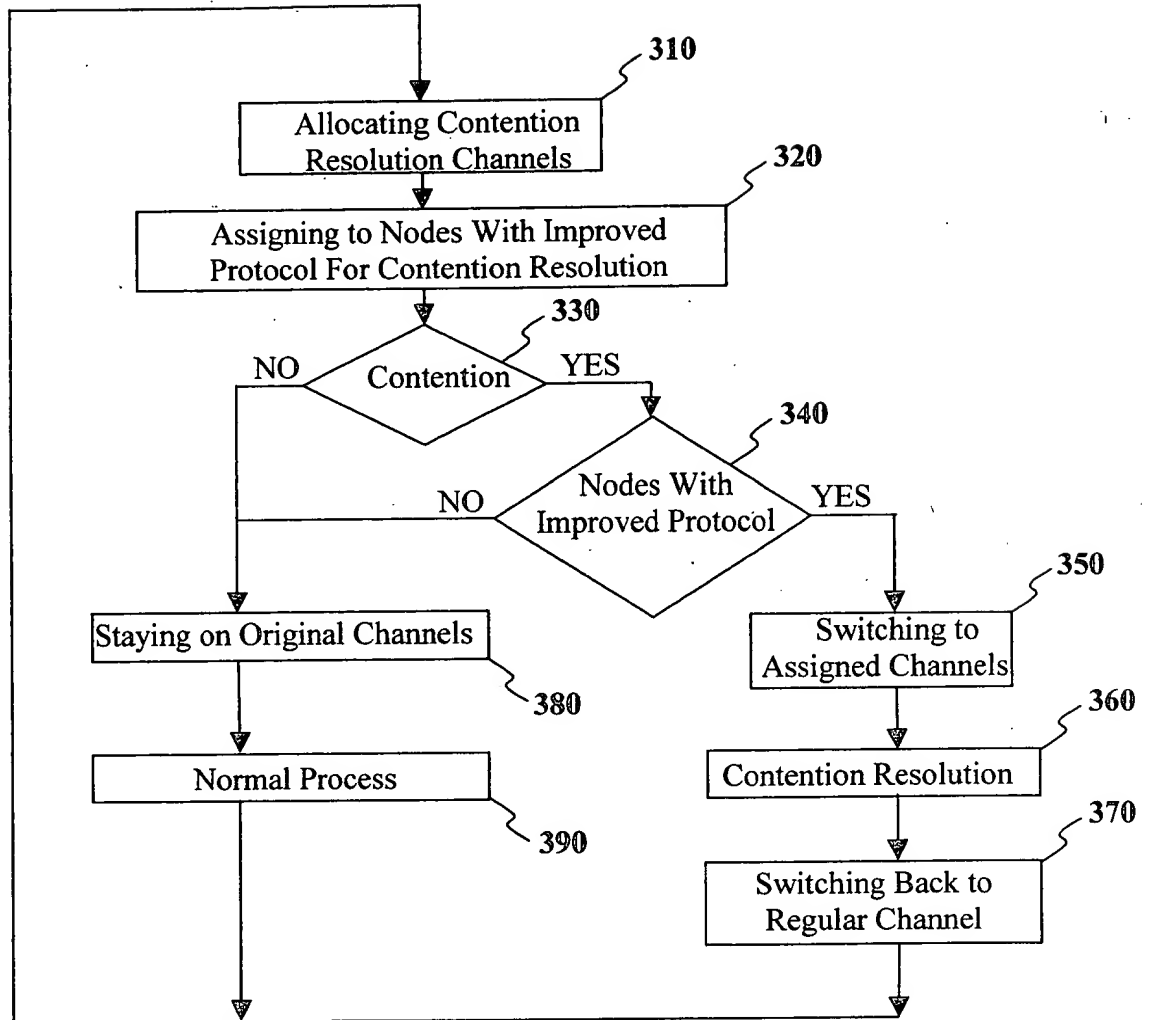 310
Allocating Contention
Resolution Channels
320
Assigning to Nodes With Improved
Protocol For Contention Resolution
330
NO
Contention
YES
340
NO
Nodes With
Improved Protocol
YES
350
Staying on Original Channels
Switching to
Assigned Channels
380
360
Normal Process
Contention Resolution
390
370
Switching Back to
Regular Channel